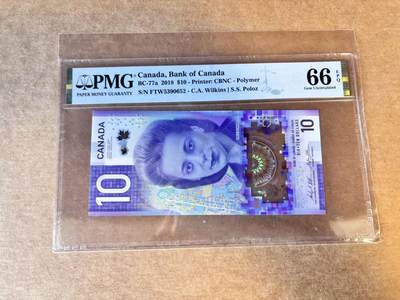 PMG
PAPER MONEY GUARANTY
Canada, Bank of Canada
BC-77a 2018 $10 - Printer: CBNC - Polymer
S/N FTW5390652 - C.A. Wilkins | S.S. Poloz
66 EPQ
Gem Uncirculated
CANADA
10
10